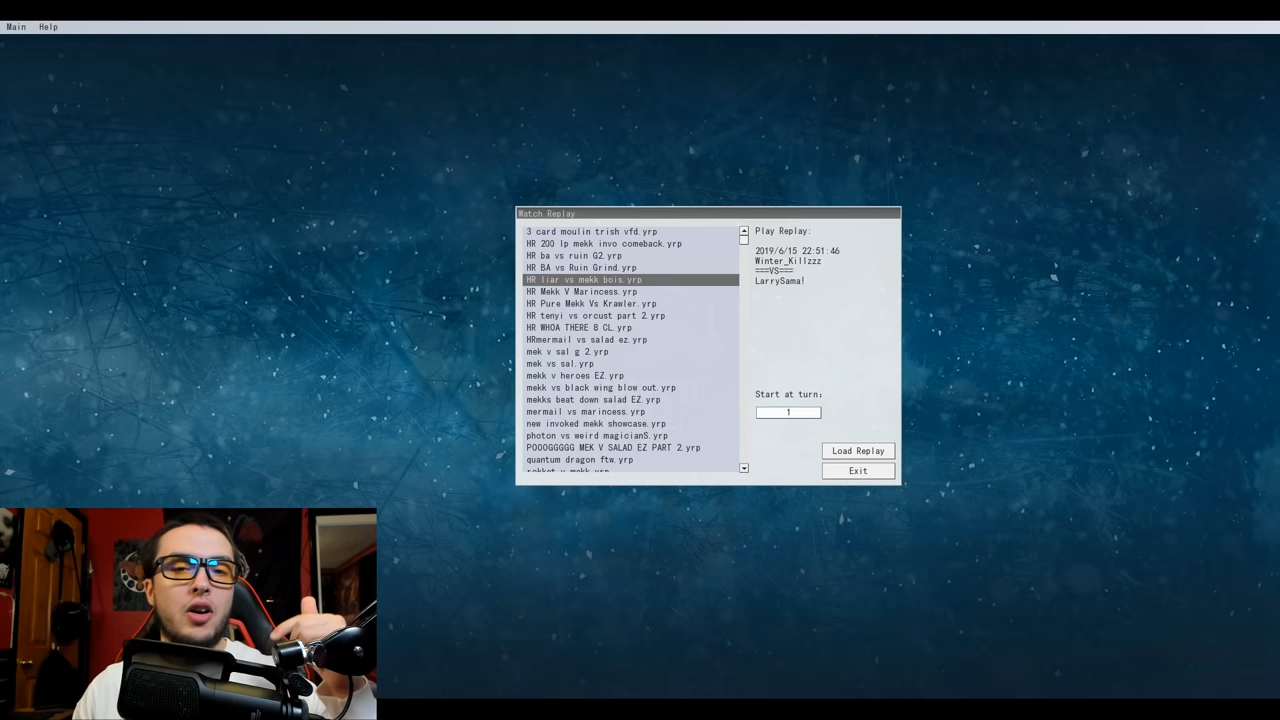 Main Help
Watch Replay
3 card moulin trish vfd.yrp
HR 200 lp mekk invo comeback.yrp
HR ba vs ruin G2.yrp
HR BA vs Ruin Grind.yrp
HR liar vs mekk bois.yrp
HR Mekk V Marincess.yrp
HR Pure Mekk Vs Krawler.yrp
HR tenyi vs orcust part 2.yrp
HR WHOA THERE 8 CL.yrp
HRmermail vs salad ez.yrp
mek v sal g 2.yrp
mek vs sal.yrp
mekk v heroes EZ.yrp
mekk vs black wing blow out.yrp
mekks beat down salad EZ.yrp
mermail vs marincess.yrp
new invoked mekk showcase.yrp
photon vs weird magicianS.yrp
POOOGGGGG MEK V SALAD EZ PART 2.yrp
quantum dragon ftw.yrp
Play Replay:
2019/6/15 22:51:46
Winter_Killzzz
===VS===
LarrySama!
Start at turn:
1
Load Replay
Exit